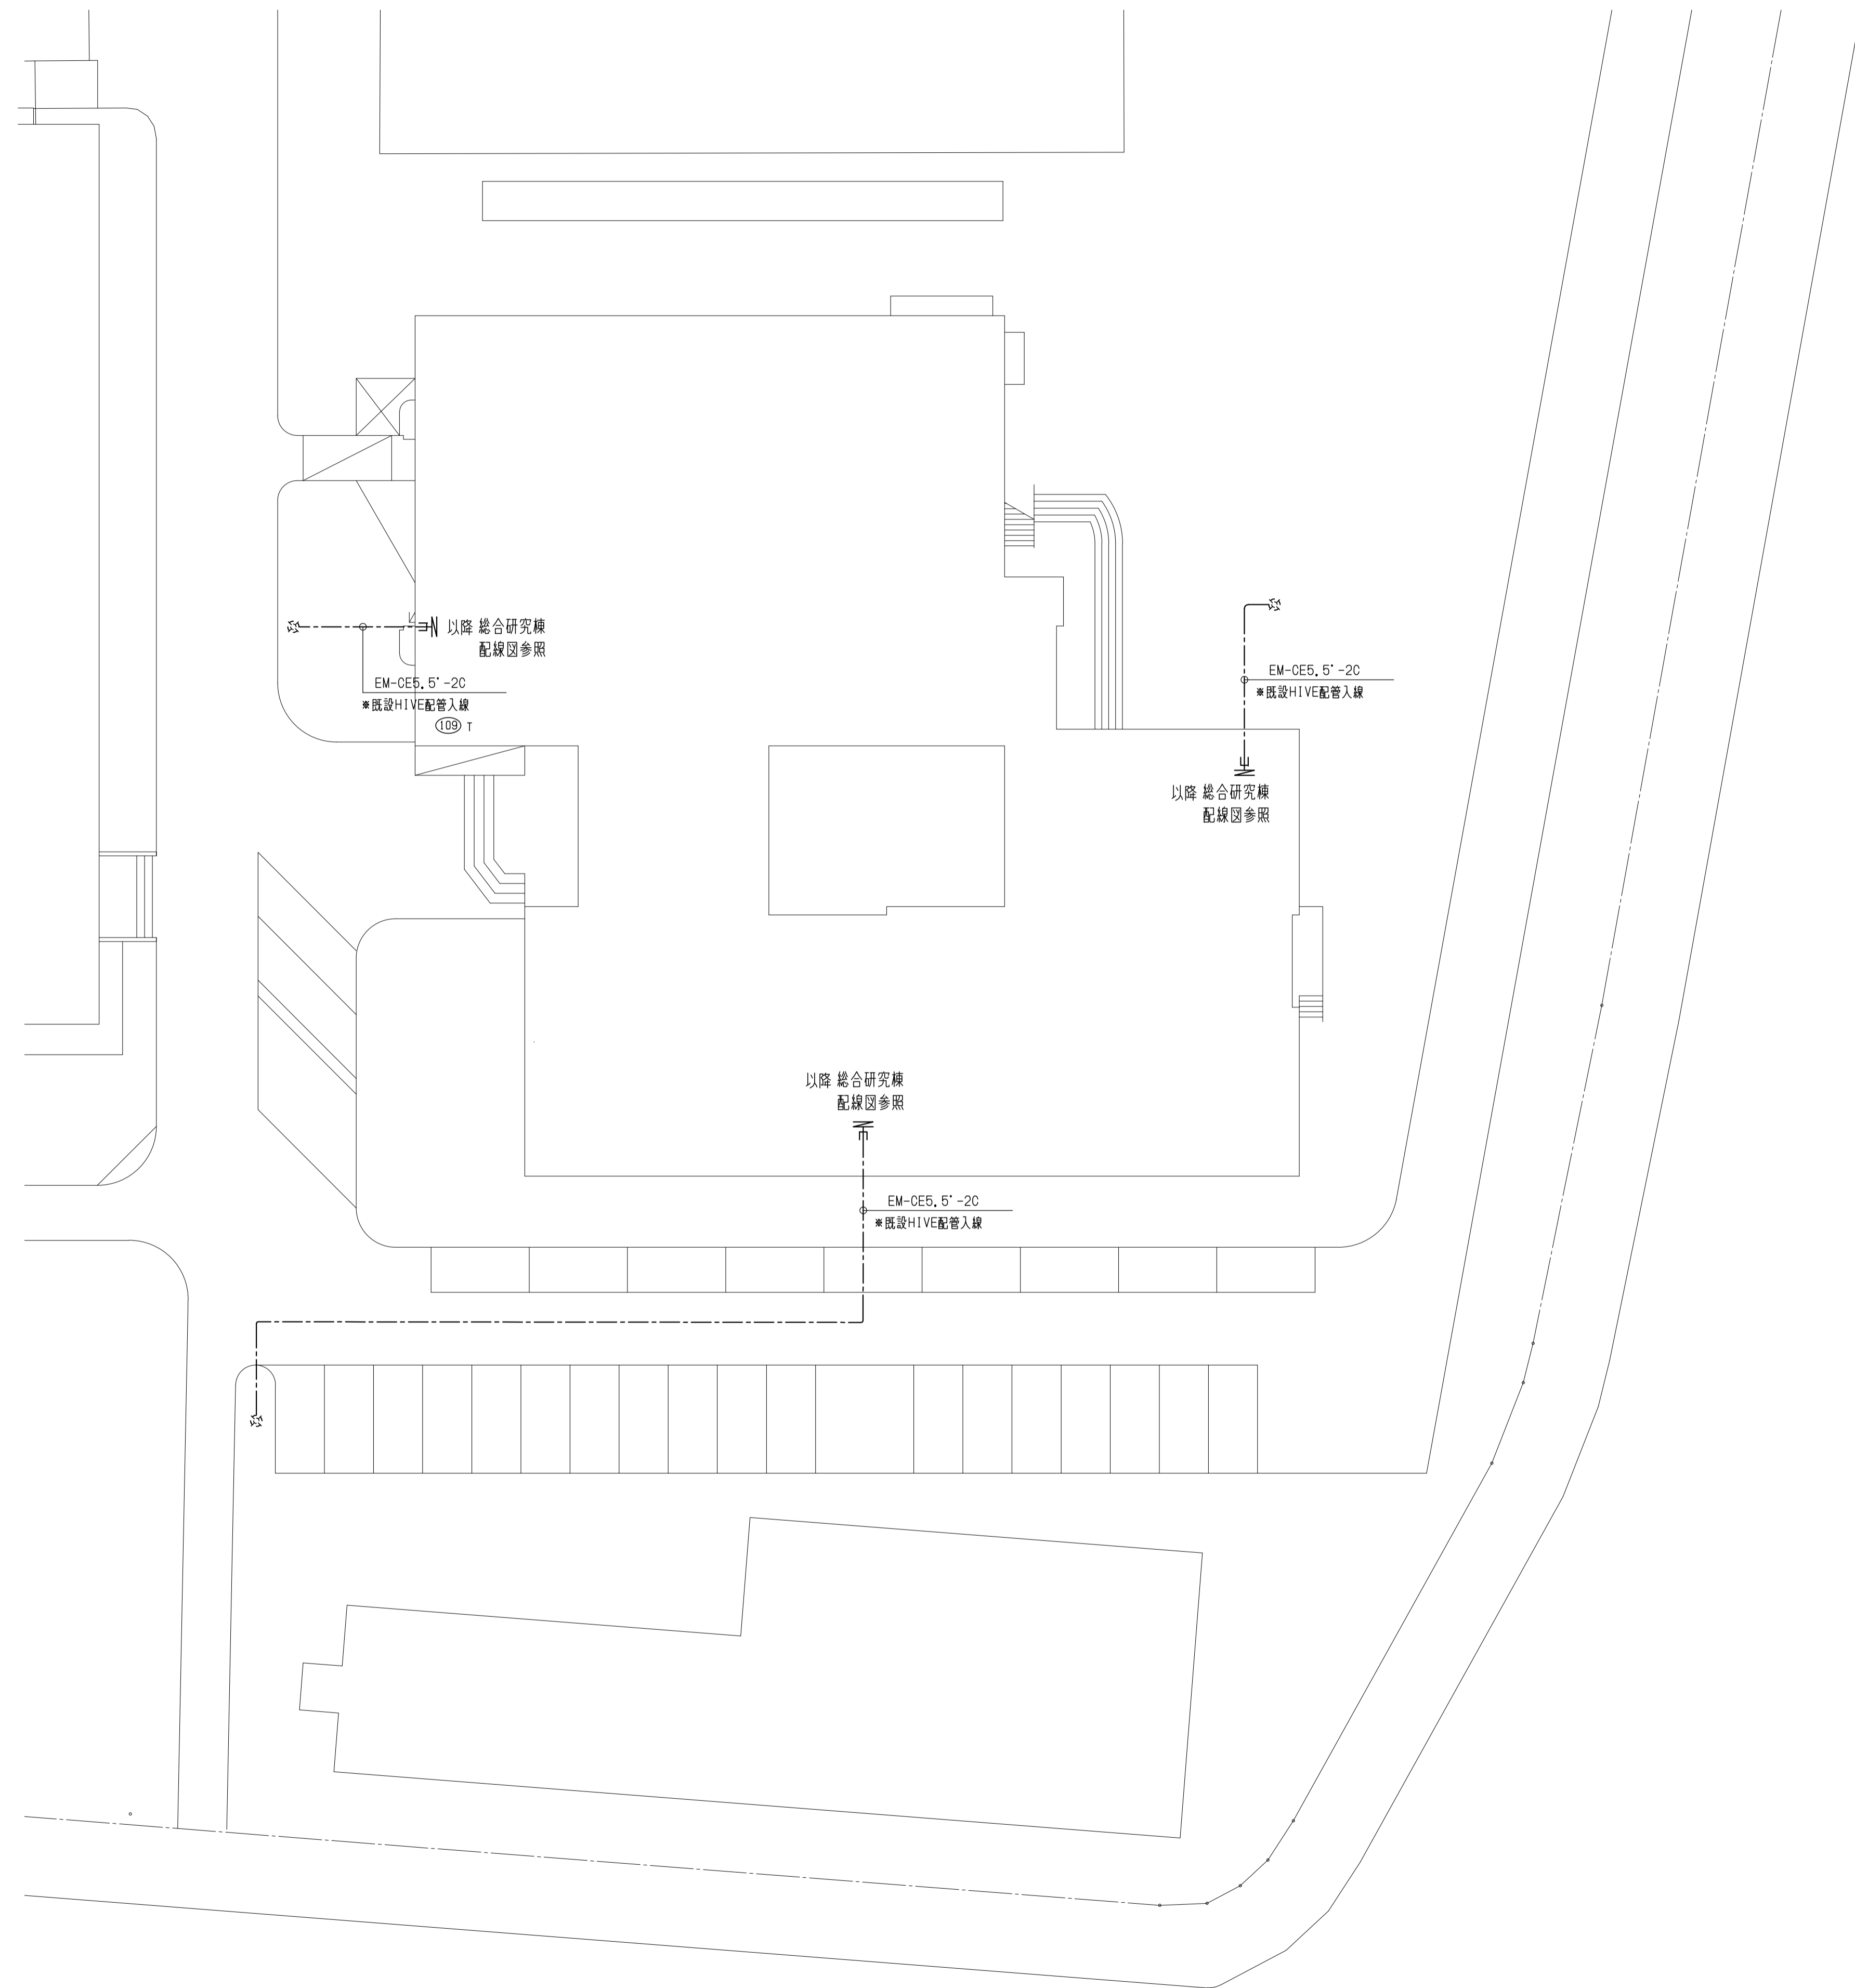 以降 総合研究棟
配線図参照
EM-CE5.5゜-2C
※既設HIVE配管入線
109 T
EM-CE5.5゜-2C
※既設HIVE配管入線
以降 総合研究棟
配線図参照
以降 総合研究棟
配線図参照
EM-CE5.5゜-2C
※既設HIVE配管入線